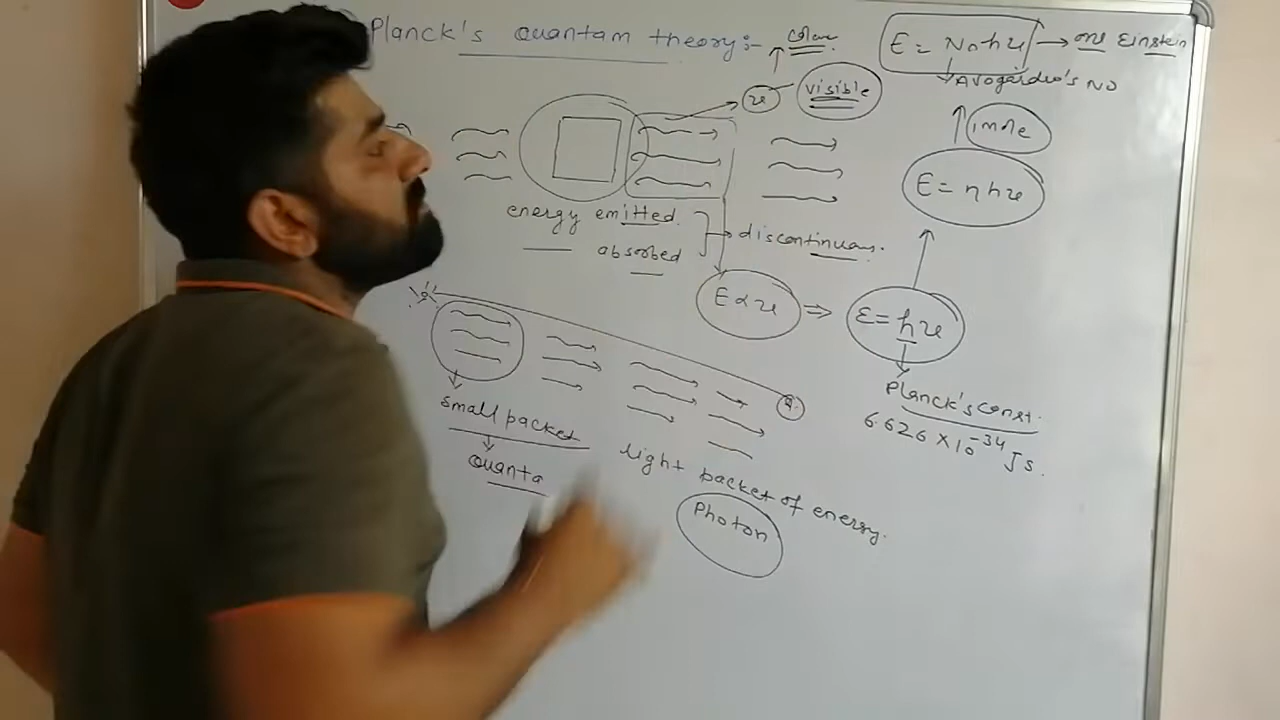 Planck's quantam theory:-
colour
E = N₀hν → one Einstein
Avogardro's NO
ν
visible
1mole
E = nhν
energy emitted
absorbed
discontinuous.
E ∝ ν ⇒ E = hν
Planck's const.
6.626 × 10⁻³⁴ Js.
small packet
quanta
light packet of energy.
Photon